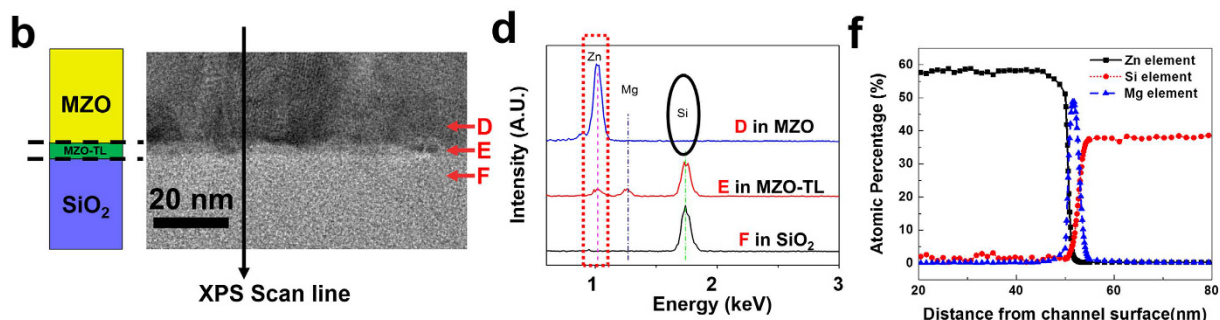 b
MZO
MZO-TL
SiO₂
20 nm
D
E
F
XPS Scan line
d
Intensity (A.U.)
Zn
Mg
Si
D in MZO
E in MZO-TL
F in SiO₂
1
2
3
Energy (keV)
f
Atomic Percentage (%)
70
60
50
40
30
20
10
0
Zn element
Si element
Mg element
20
40
60
80
Distance from channel surface(nm)